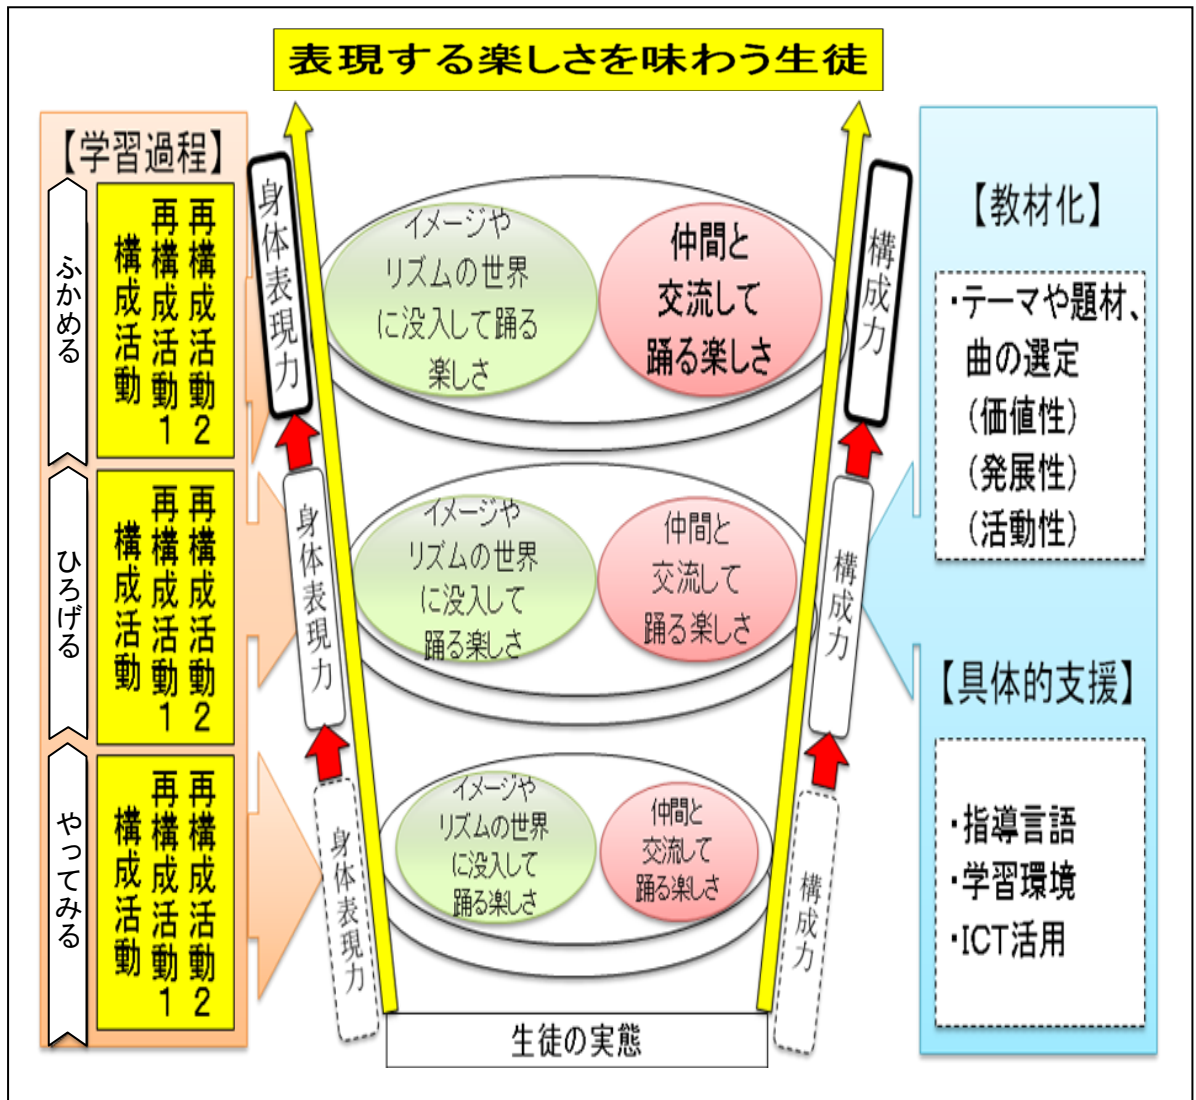 表現する楽しさを味わう生徒
【学習過程】
ふかめる
構成活動
再構成活動1
再構成活動2
身体表現力
イメージや
リズムの世界
に没入して踊る
楽しさ
仲間と
交流して
踊る楽しさ
構成力
ひろげる
構成活動
再構成活動1
再構成活動2
身体表現力
イメージや
リズムの世界
に没入して
踊る楽しさ
仲間と
交流して
踊る楽しさ
構成力
やってみる
構成活動
再構成活動1
再構成活動2
身体表現力
イメージや
リズムの世界
に没入して
踊る楽しさ
仲間と
交流して
踊る楽しさ
構成力
生徒の実態
【教材化】
・テーマや題材、
曲の選定
(価値性)
(発展性)
(活動性)
【具体的支援】
・指導言語
・学習環境
・ICT活用